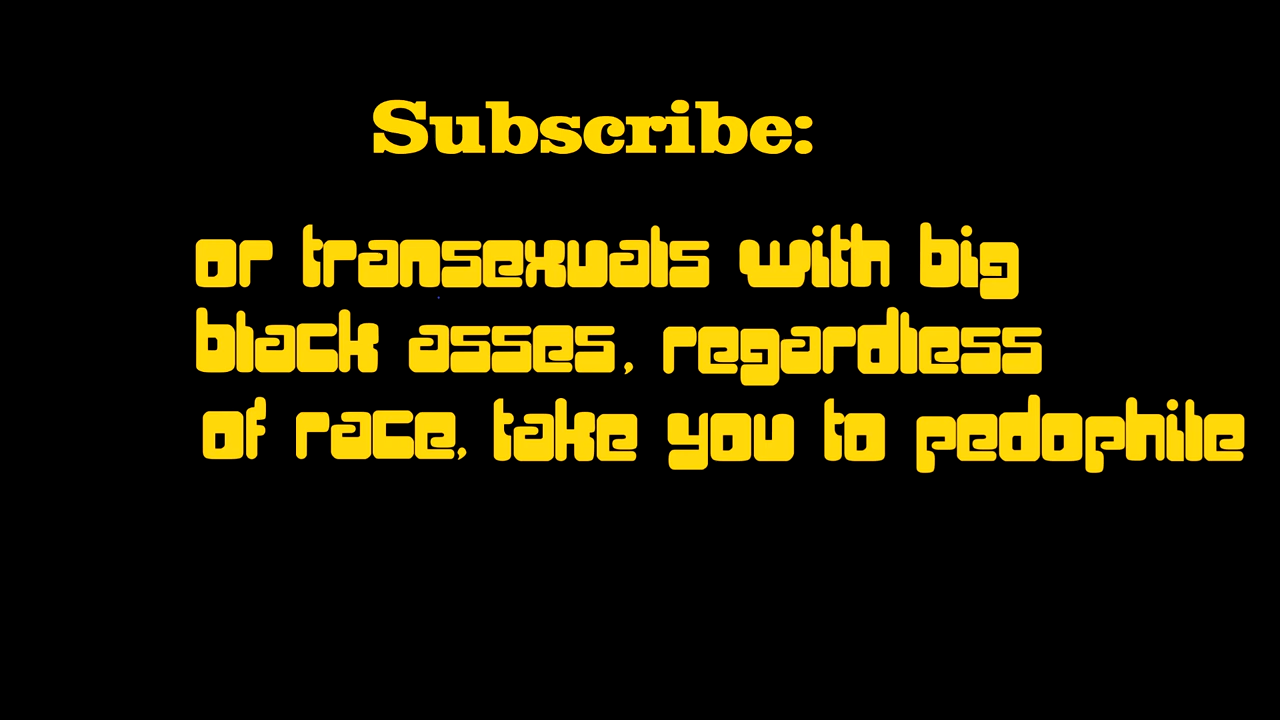 Subscribe:
or transexuals with big
black asses, regardless
of race, take you to pedophile